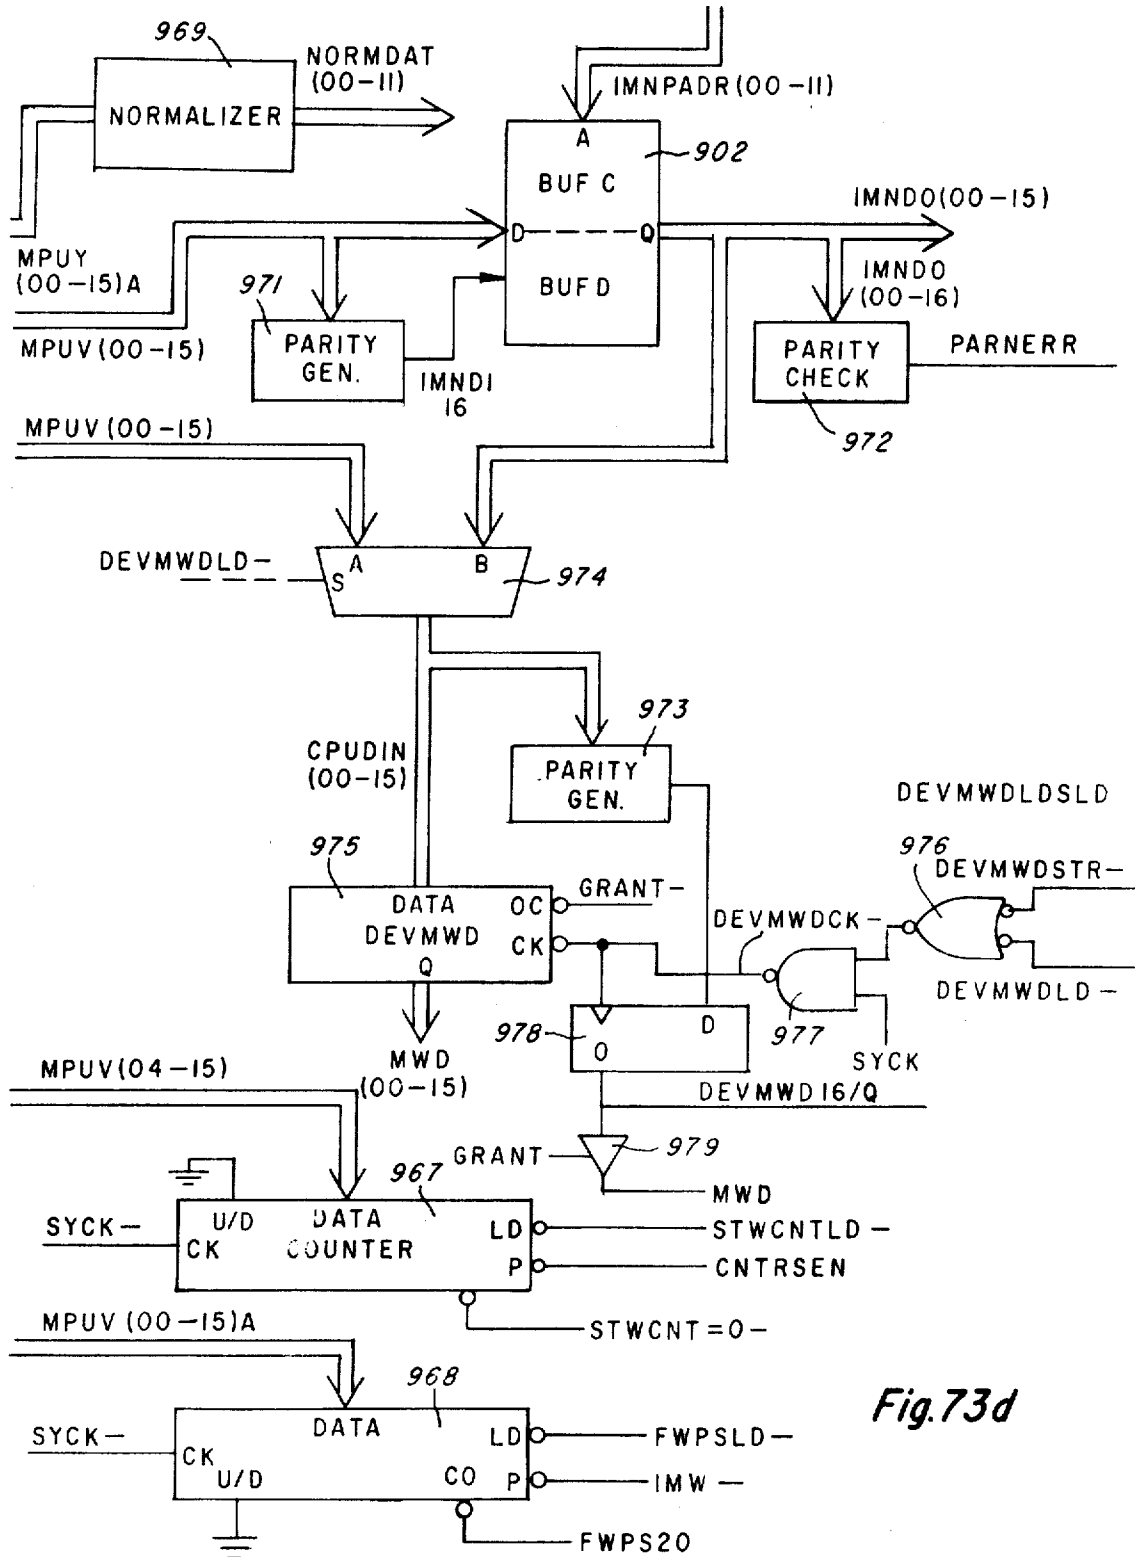 969
NORMALIZER
NORMDAT
(00-11)
IMNPADR(00-11)
A
BUF C
D
Q
BUF D
902
IMNDO(00-15)
MPUY
(00-15)A
MPUV(00-15)
971
PARITY
GEN.
IMNDI
16
IMNDO
(00-16)
PARITY
CHECK
PARNERR
972
MPUV(00-15)
DEVMWDLD-
S
A
B
974
973
CPUDIN
(00-15)
PARITY
GEN.
DEVMWDLDSLD
975
976
DEVMWDSTR-
DATA
DEVMWD
Q
OC
CK
GRANT-
DEVMWDCK-
DEVMWDLD-
977
SYCK
978
D
O
MWD
(00-15)
DEVMWD16/Q
MPUV(04-15)
GRANT
979
MWD
967
SYCK-
U/D
CK
DATA
COUNTER
LD
P
STWCNTLD-
CNTRSEN
STWCNT=0-
MPUV(00-15)A
968
SYCK-
CK
U/D
DATA
CO
LD
P
FWPSLD-
IMW-
FWPS20
Fig.73d